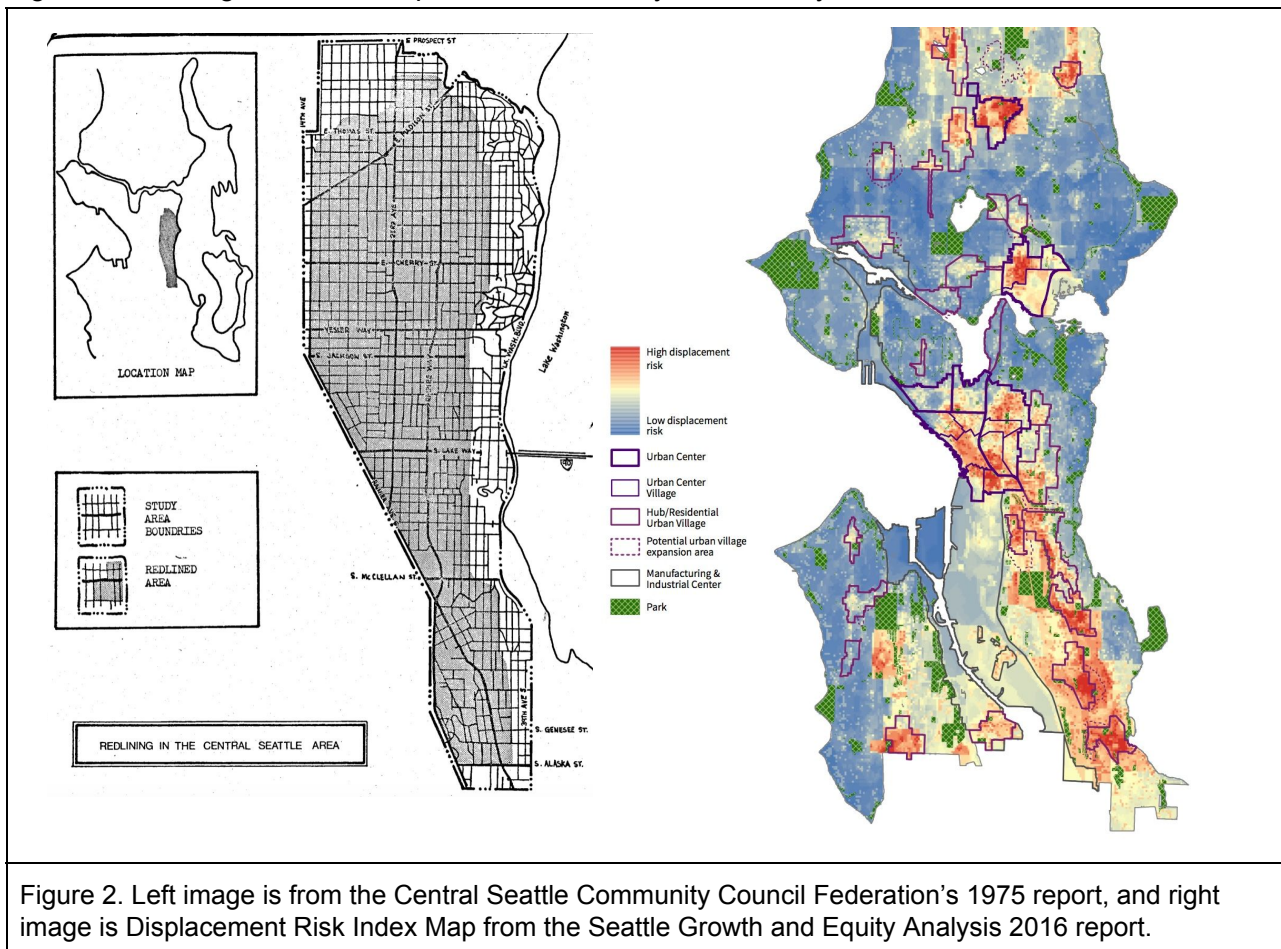 E PROSPECT ST
19TH AVE
E. THOMAS ST.
E. MADISON ST.
23RD AVE
E. CHERRY ST.
YESLER WAY
S. JACKSON ST.
LK WASH. BLVD.
Lake Washington
S. LAKE WAY
90
S. McCLELLAN ST.
39TH AVE S.
S. GENESEE ST.
S. ALASKA ST.
LOCATION MAP
STUDY
AREA
BOUNDRIES
REDLINED
AREA
REDLINING IN THE CENTRAL SEATTLE AREA
High displacement
risk
Low displacement
risk
Urban Center
Urban Center
Village
Hub/Residential
Urban Village
Potential urban village
expansion area
Manufacturing &
Industrial Center
Park
Figure 2. Left image is from the Central Seattle Community Council Federation’s 1975 report, and right
image is Displacement Risk Index Map from the Seattle Growth and Equity Analysis 2016 report.